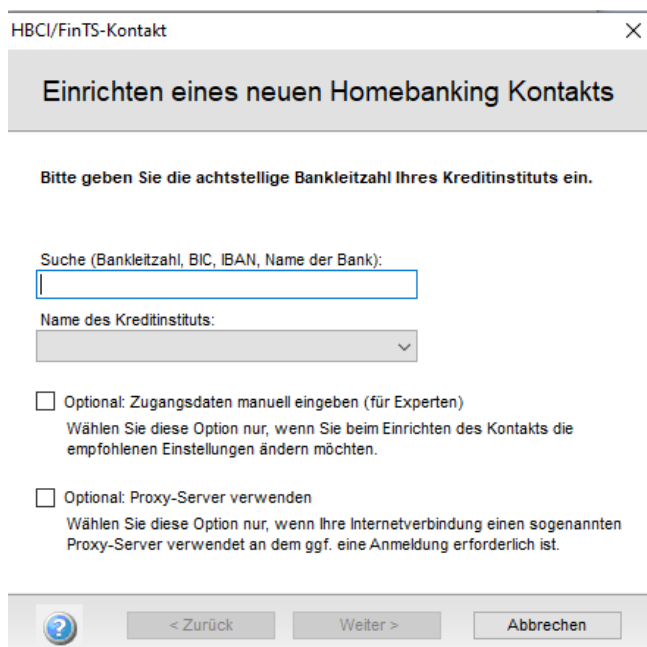 HBCI/FinTS-Kontakt
Einrichten eines neuen Homebanking Kontakts
Bitte geben Sie die achtstellige Bankleitzahl Ihres Kreditinstituts ein.
Suche (Bankleitzahl, BIC, IBAN, Name der Bank):
Name des Kreditinstituts:
Optional: Zugangsdaten manuell eingeben (für Experten)
Wählen Sie diese Option nur, wenn Sie beim Einrichten des Kontakts die
empfohlenen Einstellungen ändern möchten.
Optional: Proxy-Server verwenden
Wählen Sie diese Option nur, wenn Ihre Internetverbindung einen sogenannten
Proxy-Server verwendet an dem ggf. eine Anmeldung erforderlich ist.
? < Zurück Weiter > Abbrechen